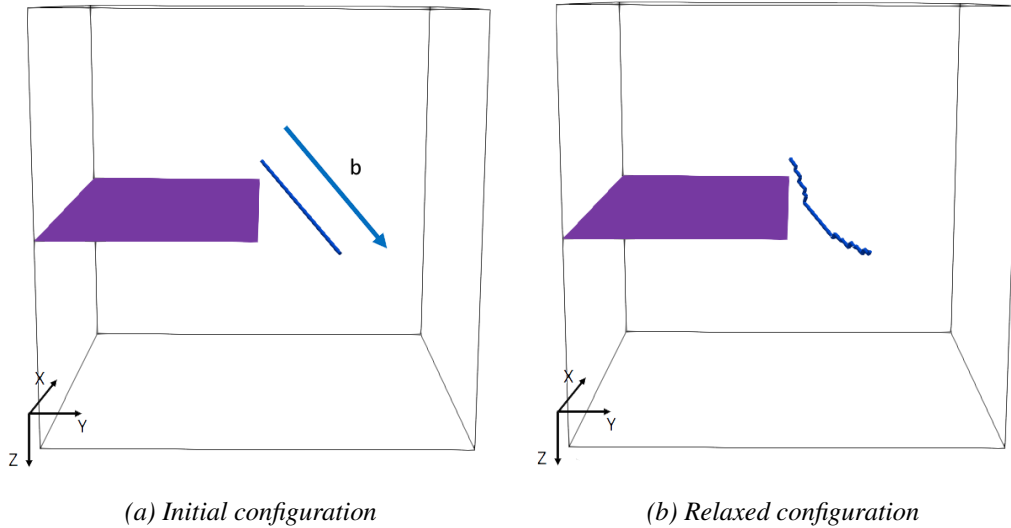 b
X
Y
Z
X
Y
Z
(a) Initial configuration
(b) Relaxed configuration